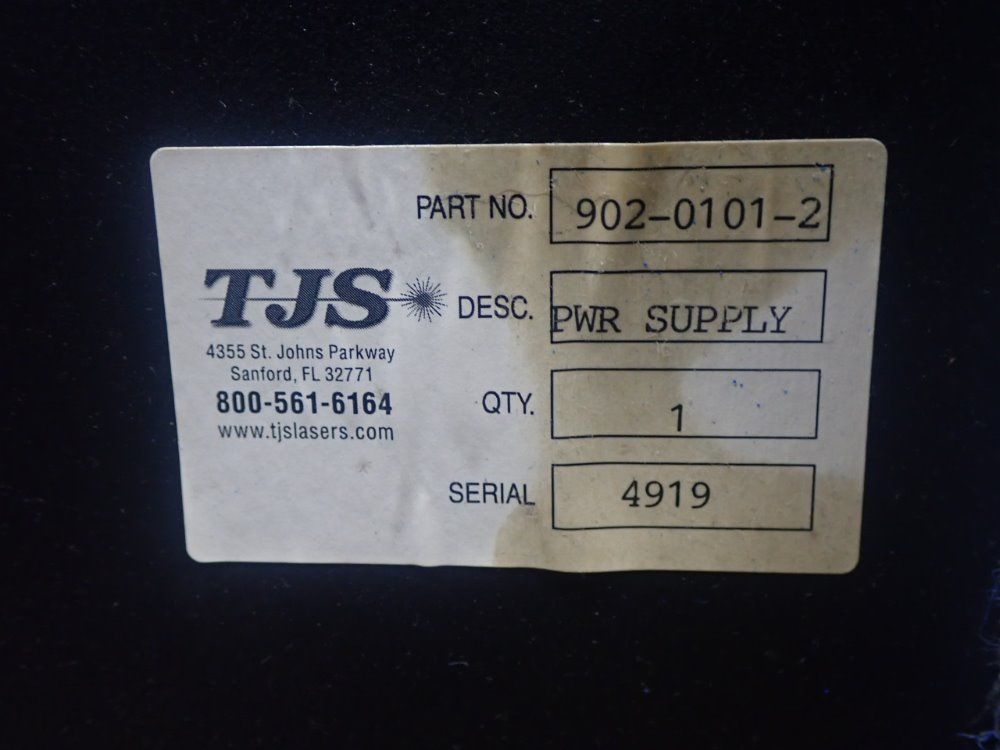 PART NO. 902-0101-2
TJS
DESC. PWR SUPPLY
4355 St. Johns Parkway
Sanford, FL 32771
800-561-6164
www.tjslasers.com
QTY. 1
SERIAL 4919